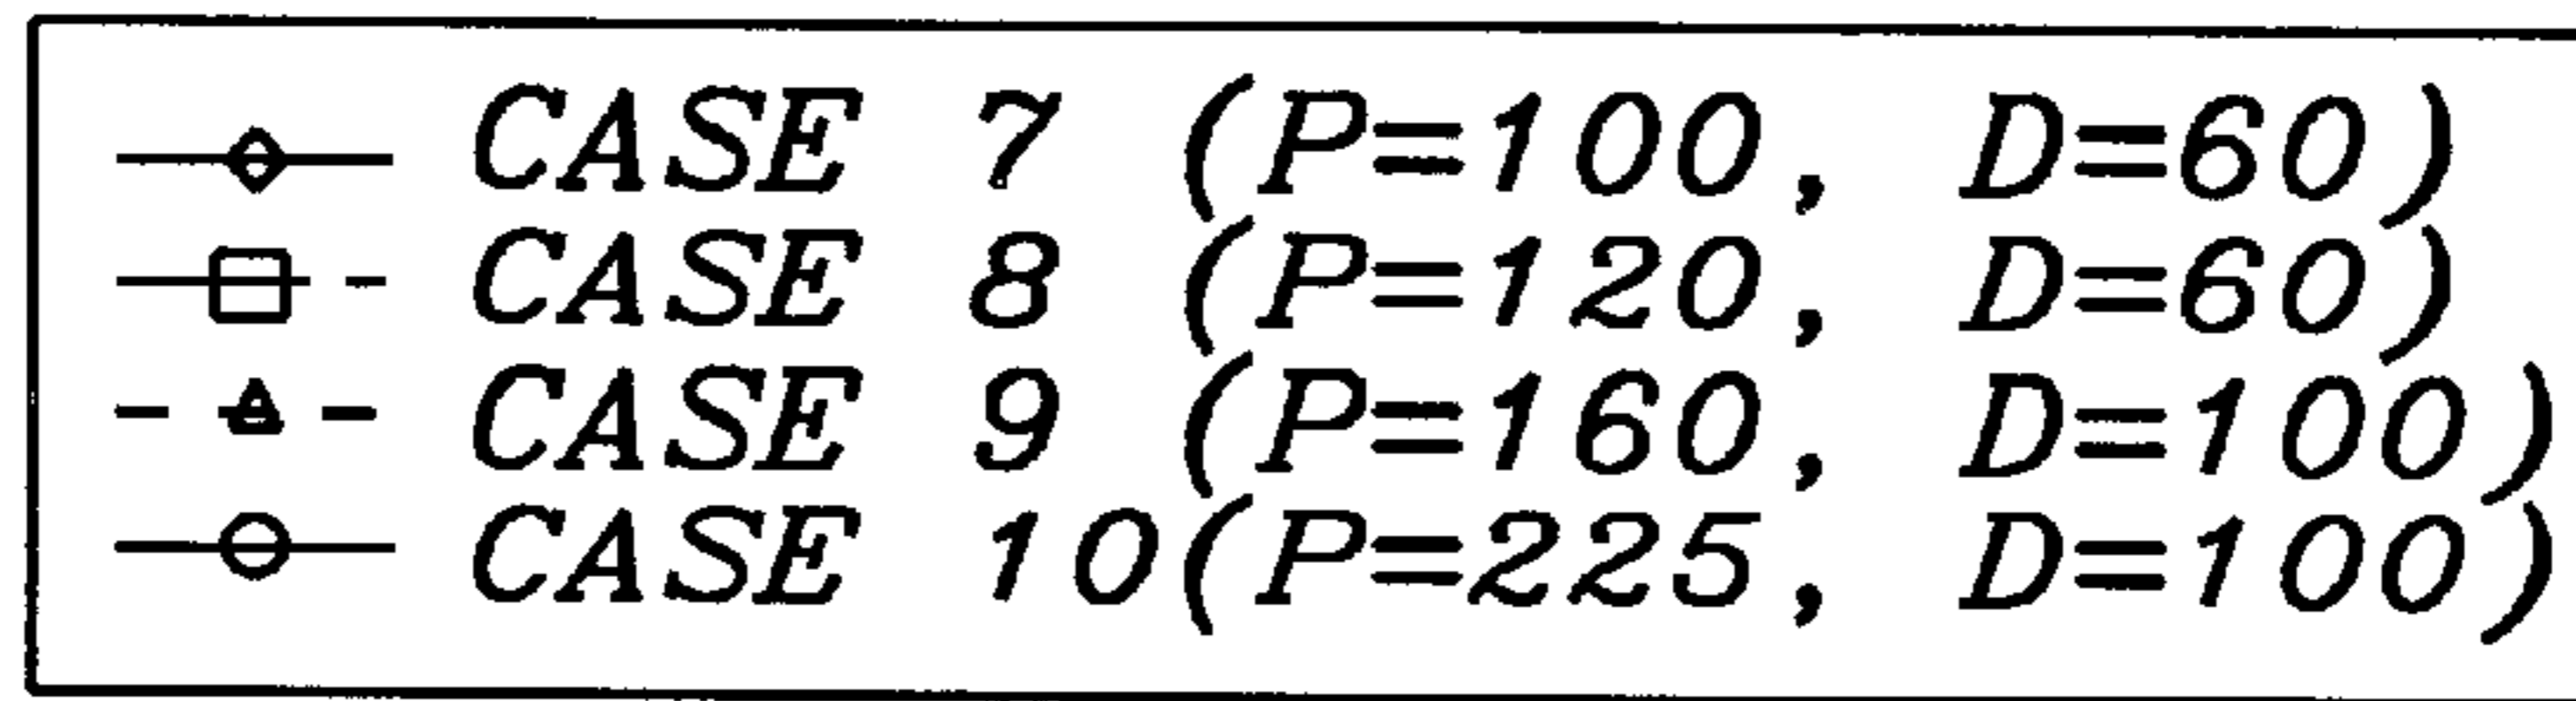 CASE 7 (P=100, D=60)
CASE 8 (P=120, D=60)
CASE 9 (P=160, D=100)
CASE 10(P=225, D=100)